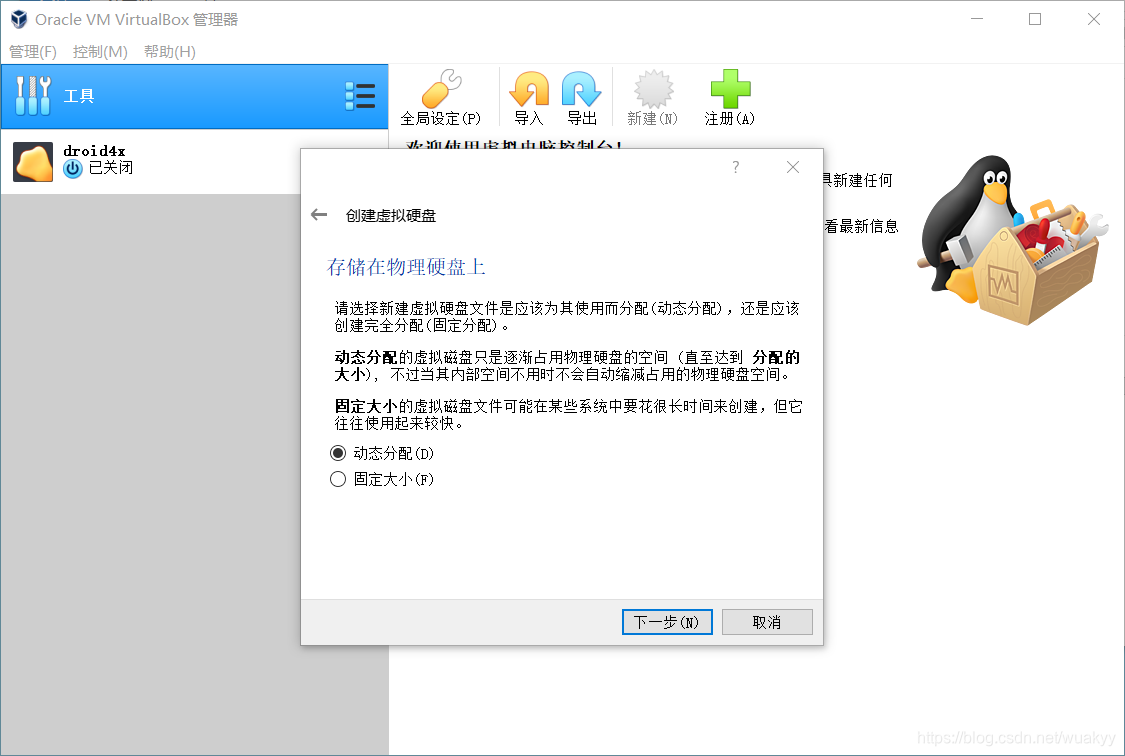 Oracle VM VirtualBox 管理器
管理(F) 控制(M) 帮助(H)
工具
全局设定(P) 导入 导出 新建(N) 注册(A)
droid4x
已关闭
欢迎使用虚拟电脑控制台!
具新建任何
看最新信息
?
创建虚拟硬盘
存储在物理硬盘上
请选择新建虚拟硬盘文件是应该为其使用而分配(动态分配),还是应该
创建完全分配(固定分配)。
动态分配的虚拟磁盘只是逐渐占用物理硬盘的空间 (直至达到 分配的
大小), 不过当其内部空间不用时不会自动缩减占用的物理硬盘空间。
固定大小的虚拟磁盘文件可能在某些系统中要花很长时间来创建,但它
往往使用起来较快。
动态分配(D)
固定大小(F)
下一步(N) 取消
https://blog.csdn.net/wuakyy